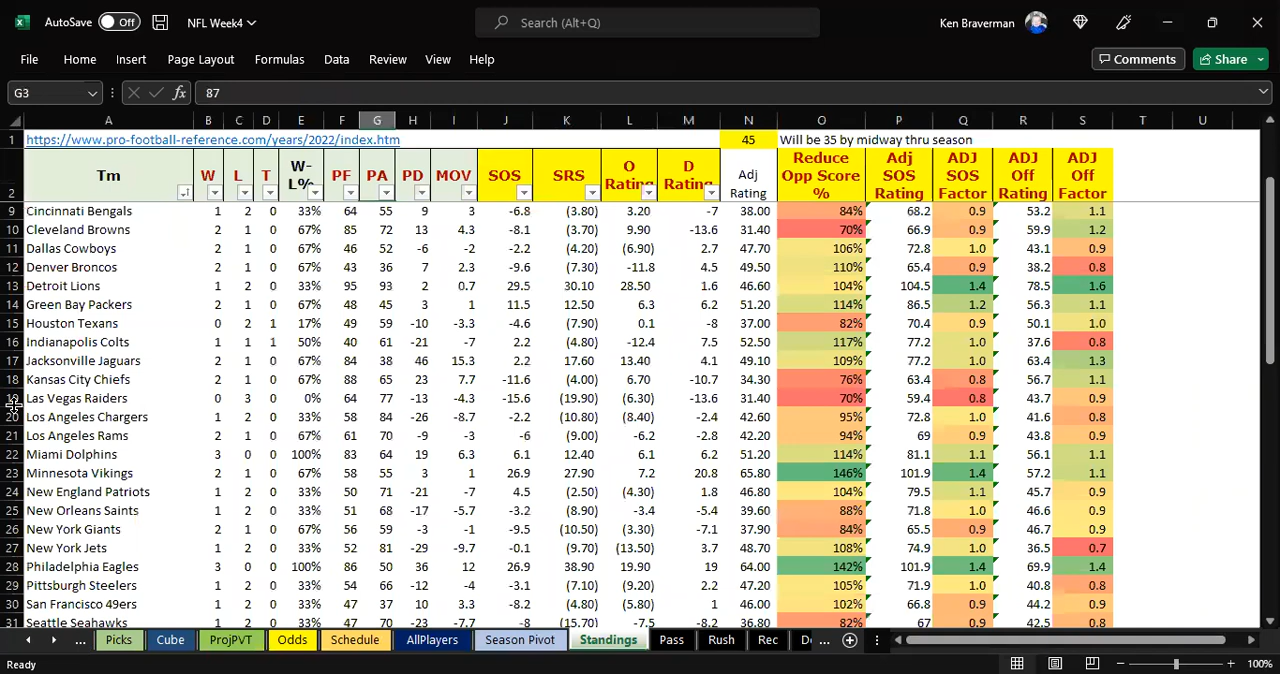 AutoSave Off NFL Week4 Search (Alt+Q) Ken Braverman
File Home Insert Page Layout Formulas Data Review View Help Comments Share
G3 fx 87
A B C D E F G H I J K L M N O P Q R S T U
1 https://www.pro-football-reference.com/years/2022/index.htm 45 Will be 35 by midway thru season
2 Tm W L T W-L% PF PA PD MOV SOS SRS O Rating D Rating Adj Rating Reduce Opp Score % Adj SOS Rating ADJ SOS Factor ADJ Off Rating ADJ Off Factor
9 Cincinnati Bengals 1 2 0 33% 64 55 9 3 -6.8 (3.80) 3.20 -7 38.00 84% 68.2 0.9 53.2 1.1
10 Cleveland Browns 2 1 0 67% 85 72 13 4.3 -8.1 (3.70) 9.90 -13.6 31.40 70% 66.9 0.9 59.9 1.2
11 Dallas Cowboys 2 1 0 67% 46 52 -6 -2 -2.2 (4.20) (6.90) 2.7 47.70 106% 72.8 1.0 43.1 0.9
12 Denver Broncos 2 1 0 67% 43 36 7 2.3 -9.6 (7.30) -11.8 4.5 49.50 110% 65.4 0.9 38.2 0.8
13 Detroit Lions 1 2 0 33% 95 93 2 0.7 29.5 30.10 28.50 1.6 46.60 104% 104.5 1.4 78.5 1.6
14 Green Bay Packers 2 1 0 67% 48 45 3 1 11.5 12.50 6.3 6.2 51.20 114% 86.5 1.2 56.3 1.1
15 Houston Texans 0 2 1 17% 49 59 -10 -3.3 -4.6 (7.90) 0.1 -8 37.00 82% 70.4 0.9 50.1 1.0
16 Indianapolis Colts 1 1 1 50% 40 61 -21 -7 2.2 (4.80) -12.4 7.5 52.50 117% 77.2 1.0 37.6 0.8
17 Jacksonville Jaguars 2 1 0 67% 84 38 46 15.3 2.2 17.60 13.40 4.1 49.10 109% 77.2 1.0 63.4 1.3
18 Kansas City Chiefs 2 1 0 67% 88 65 23 7.7 -11.6 (4.00) 6.70 -10.7 34.30 76% 63.4 0.8 56.7 1.1
19 Las Vegas Raiders 0 3 0 0% 64 77 -13 -4.3 -15.6 (19.90) (6.30) -13.6 31.40 70% 59.4 0.8 43.7 0.9
20 Los Angeles Chargers 1 2 0 33% 58 84 -26 -8.7 -2.2 (10.80) (8.40) -2.4 42.60 95% 72.8 1.0 41.6 0.8
21 Los Angeles Rams 2 1 0 67% 61 70 -9 -3 -6 (9.00) -6.2 -2.8 42.20 94% 69 0.9 43.8 0.9
22 Miami Dolphins 3 0 0 100% 83 64 19 6.3 6.1 12.40 6.1 6.2 51.20 114% 81.1 1.1 56.1 1.1
23 Minnesota Vikings 2 1 0 67% 58 55 3 1 26.9 27.90 7.2 20.8 65.80 146% 101.9 1.4 57.2 1.1
24 New England Patriots 1 2 0 33% 50 71 -21 -7 4.5 (2.50) (4.30) 1.8 46.80 104% 79.5 1.1 45.7 0.9
25 New Orleans Saints 1 2 0 33% 51 68 -17 -5.7 -3.2 (8.90) -3.4 -5.4 39.60 88% 71.8 1.0 46.6 0.9
26 New York Giants 2 1 0 67% 56 59 -3 -1 -9.5 (10.50) (3.30) -7.1 37.90 84% 65.5 0.9 46.7 0.9
27 New York Jets 1 2 0 33% 52 81 -29 -9.7 -0.1 (9.70) (13.50) 3.7 48.70 108% 74.9 1.0 36.5 0.7
28 Philadelphia Eagles 3 0 0 100% 86 50 36 12 26.9 38.90 19.90 19 64.00 142% 101.9 1.4 69.9 1.4
29 Pittsburgh Steelers 1 2 0 33% 54 66 -12 -4 -3.1 (7.10) (9.20) 2.2 47.20 105% 71.9 1.0 40.8 0.8
30 San Francisco 49ers 1 2 0 33% 47 37 10 3.3 -8.2 (4.80) (5.80) 1 46.00 102% 66.8 0.9 44.2 0.9
31 Seattle Seahawks 1 2 0 33% 47 70 -23 -7.7 -8 (15.70) -7.5 -8.2 36.80 82% 67 0.9 42.5 0.9
... Picks Cube ProjPVT Odds Schedule AllPlayers Season Pivot Standings Pass Rush Rec ...
Ready 100%